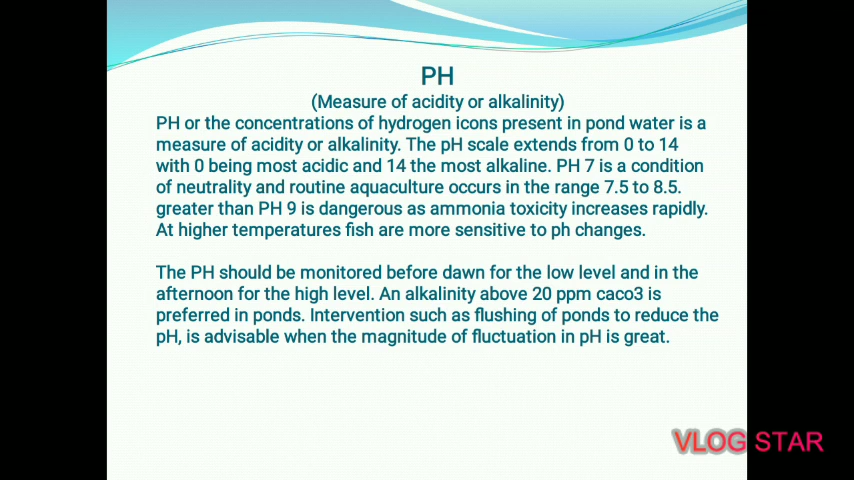 PH
(Measure of acidity or alkalinity)
PH or the concentrations of hydrogen icons present in pond water is a
measure of acidity or alkalinity. The pH scale extends from 0 to 14
with 0 being most acidic and 14 the most alkaline. PH 7 is a condition
of neutrality and routine aquaculture occurs in the range 7.5 to 8.5.
greater than PH 9 is dangerous as ammonia toxicity increases rapidly.
At higher temperatures fish are more sensitive to ph changes.
The PH should be monitored before dawn for the low level and in the
afternoon for the high level. An alkalinity above 20 ppm caco3 is
preferred in ponds. Intervention such as flushing of ponds to reduce the
pH, is advisable when the magnitude of fluctuation in pH is great.
VLOG STAR